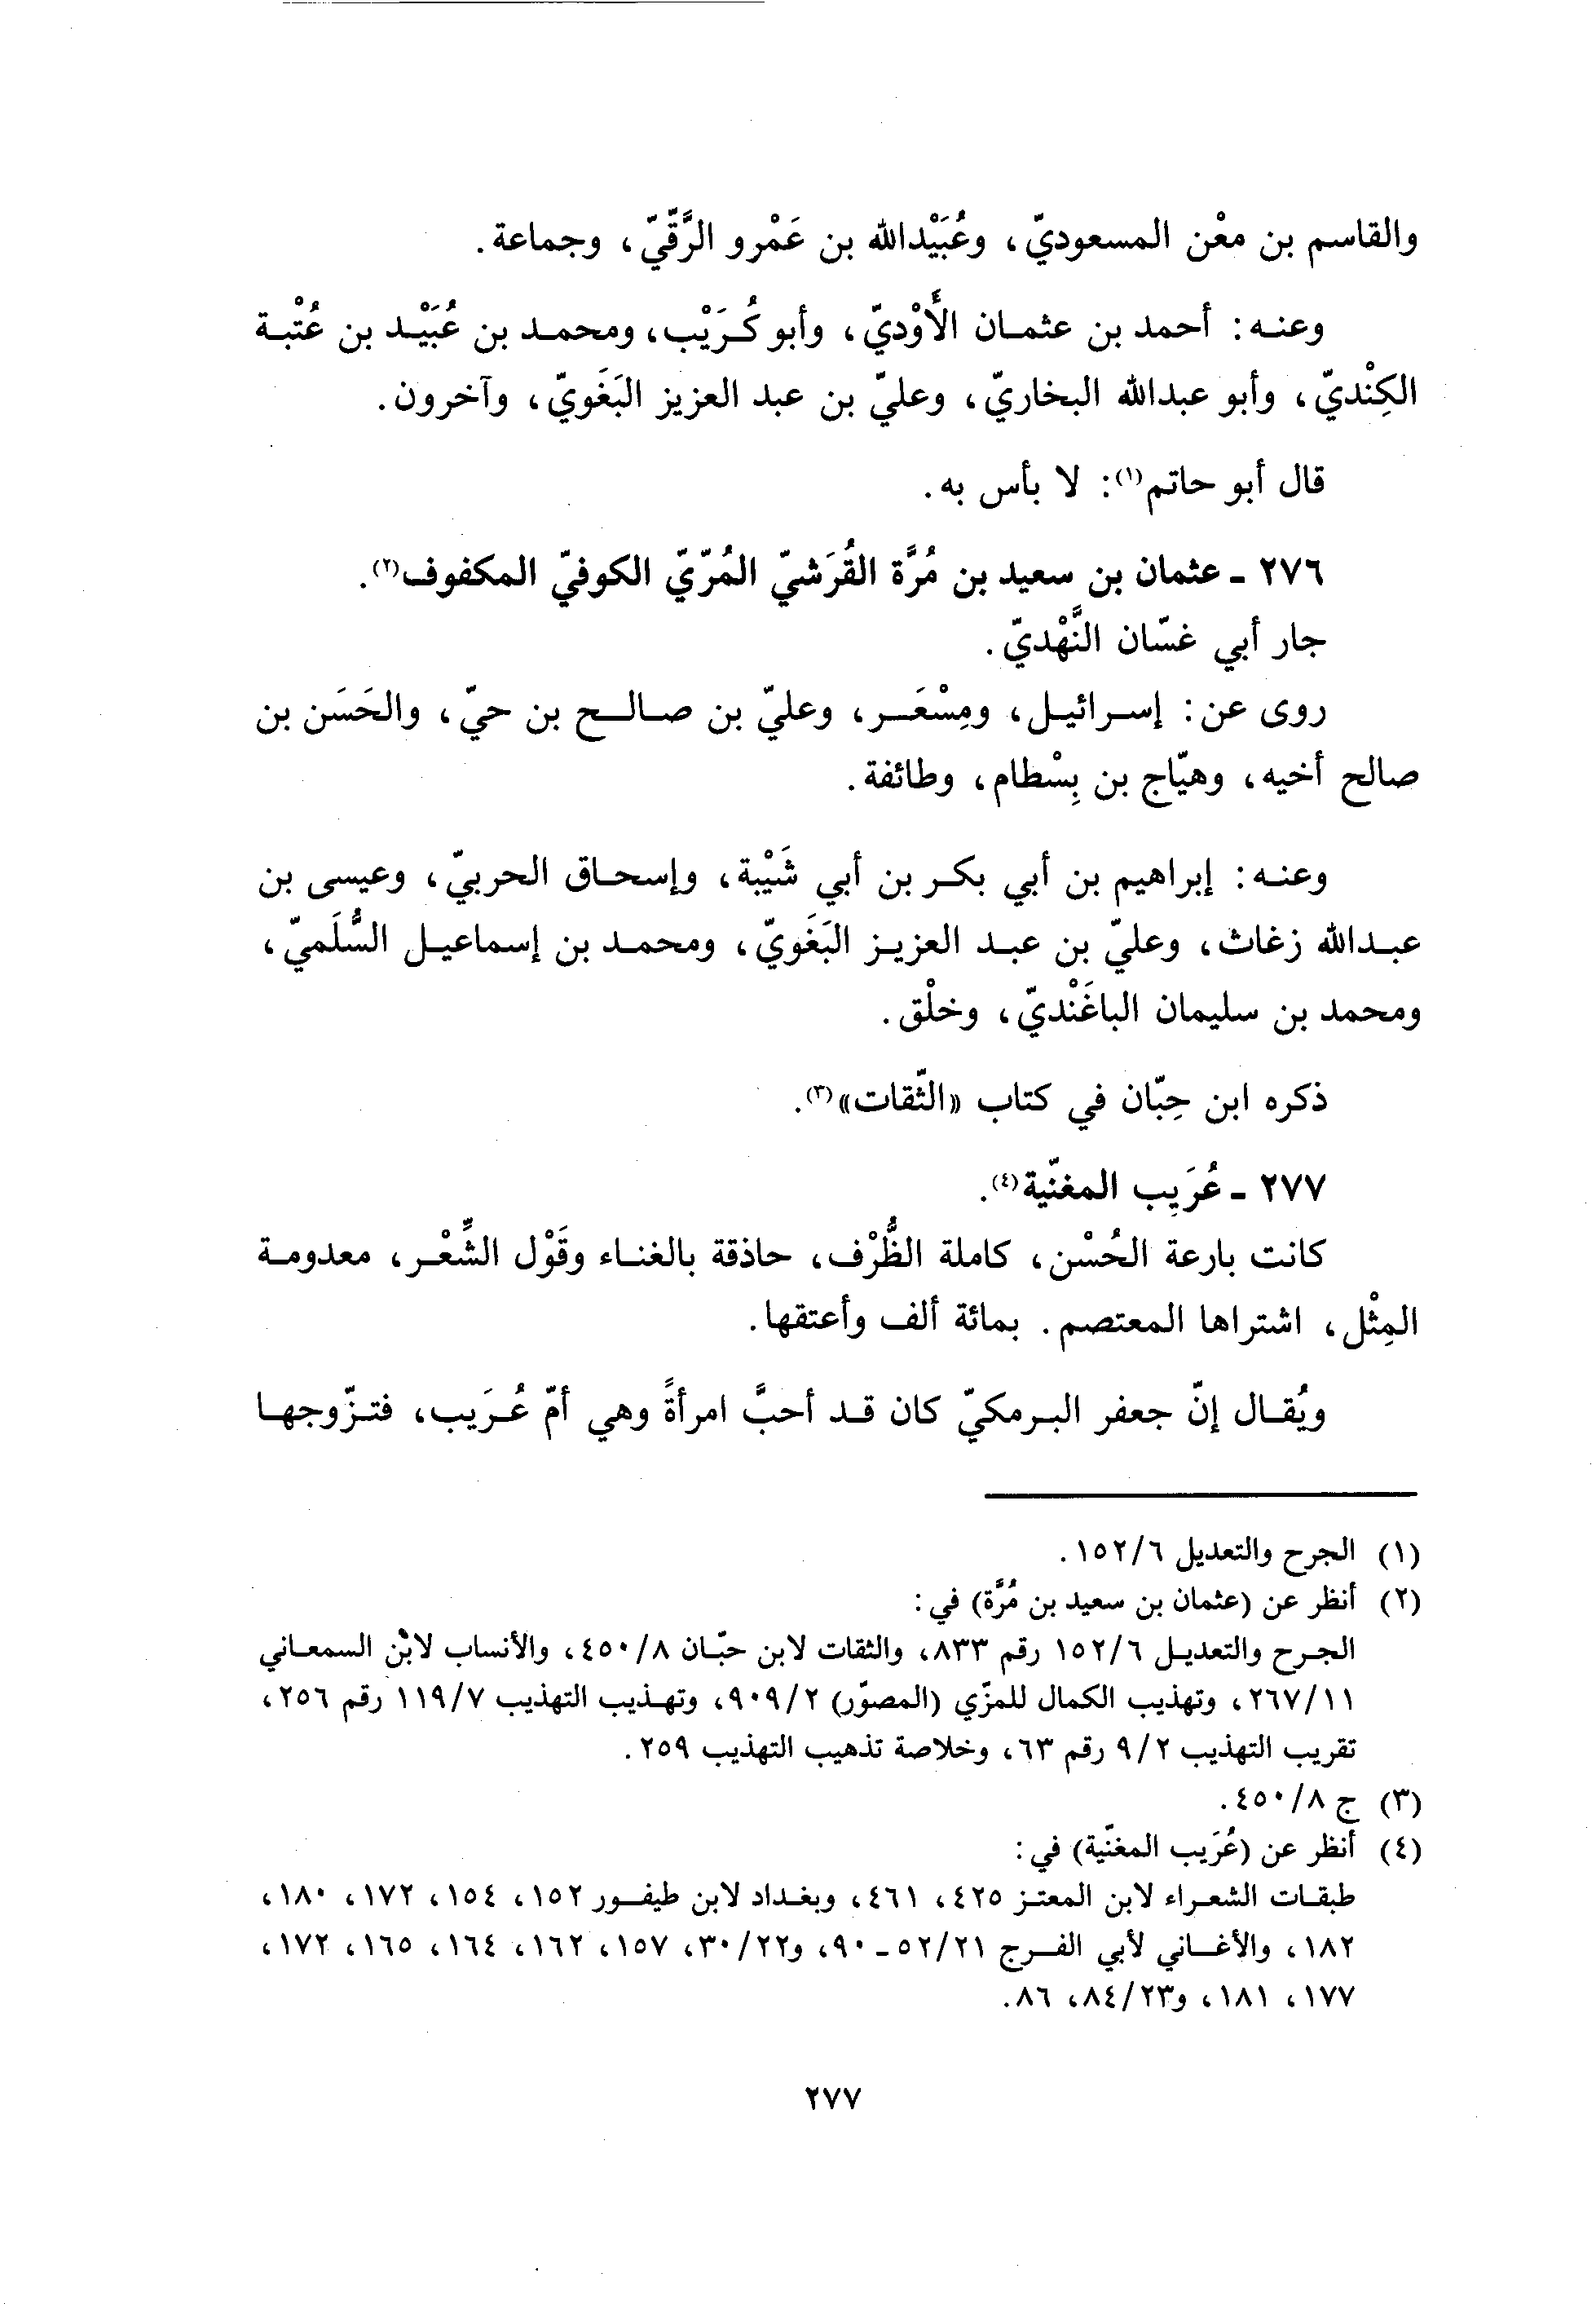 والقاسم بن معْن المسعوديّ، وعُبَيْدالله بن عَمْرو الرَّقّيّ، وجماعة.
وعنه: أحمد بن عثمان الأَوْديّ، وأبو كُرَيْب، ومحمد بن عُبَيْد بن عُتْبة
الكِنْديّ، وأبو عبدالله البخاريّ، وعليّ بن عبد العزيز البَغَويّ، وآخرون.
قال أبو حاتم(١): لا بأس به.
٢٧٦ - عثمان بن سعيد بن مُرَّة القُرَشيّ المُرّيّ الكوفيّ المكفوف(٢).
جار أبي غسّان النَّهْديّ.
روى عن: إسرائيل، ومِسْعَر، وعليّ بن صالح بن حيّ، والحَسَن بن
صالح أخيه، وهيّاج بن بِسْطام، وطائفة.
وعنه: إبراهيم بن أبي بكر بن أبي شَيْبة، وإسحاق الحربيّ، وعيسى بن
عبدالله زغاث، وعليّ بن عبد العزيز البَغَويّ، ومحمد بن إسماعيل السُّلَميّ،
ومحمد بن سليمان الباغَنْديّ، وخلْق.
ذكره ابن حِبّان في كتاب «الثّقات»(٣).
٢٧٧ - عُرَيب المغنّية(٤).
كانت بارعة الحُسْن، كاملة الظُّرْف، حاذقة بالغناء وقَوْل الشِّعْر، معدومة
المِثْل، اشتراها المعتصم. بمائة ألف وأعتقها.
ويُقال إنّ جعفر البرمكيّ كان قد أحبَّ امرأةً وهي أمّ عُرَيب، فتزّوجها
(١) الجرح والتعديل ١٥٢/٦.
(٢) أنظر عن (عثمان بن سعيد بن مُرَّة) في:
الجرح والتعديل ١٥٢/٦ رقم ٨٣٣، والثقات لابن حبّان ٤٥٠/٨، والأنساب لابْن السمعاني
٢٦٧/١١، وتهذيب الكمال للمزّي (المصوّر) ٩٠٩/٢، وتهذيب التهذيب ١١٩/٧ رقم ٢٥٦،
تقريب التهذيب ٩/٢ رقم ٦٣، وخلاصة تذهيب التهذيب ٢٥٩.
(٣) ج ٤٥٠/٨.
(٤) أنظر عن (عُرَيب المغنّية) في:
طبقات الشعراء لابن المعتز ٤٢٥، ٤٦١، وبغداد لابن طيفور ١٥٢، ١٥٤، ١٧٢، ١٨٠،
١٨٢، والأغاني لأبي الفرج ٥٢/٢١ - ٩٠، و٣٠/٢٢، ١٥٧، ١٦٢، ١٦٤، ١٦٥، ١٧٢،
١٧٧، ١٨١، و٨٤/٢٣، ٨٦.
٢٧٧